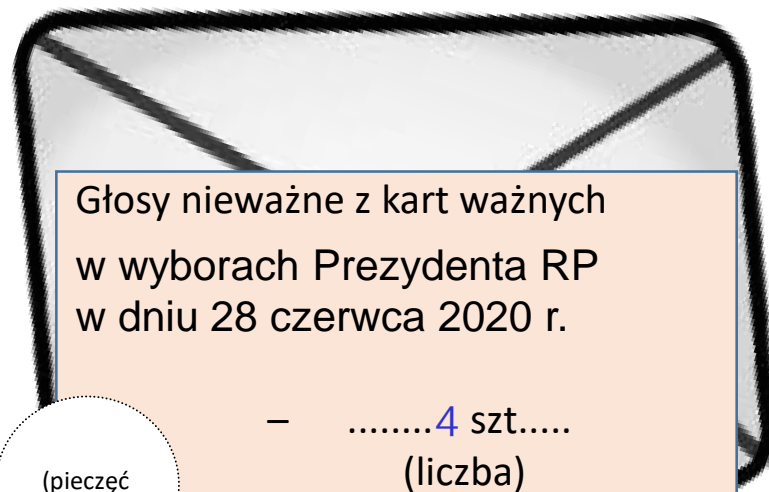 Głosy nieważne z kart ważnych
w wyborach Prezydenta RP
w dniu 28 czerwca 2020 r.
– ........4 szt.....
(liczba)
(pieczęć